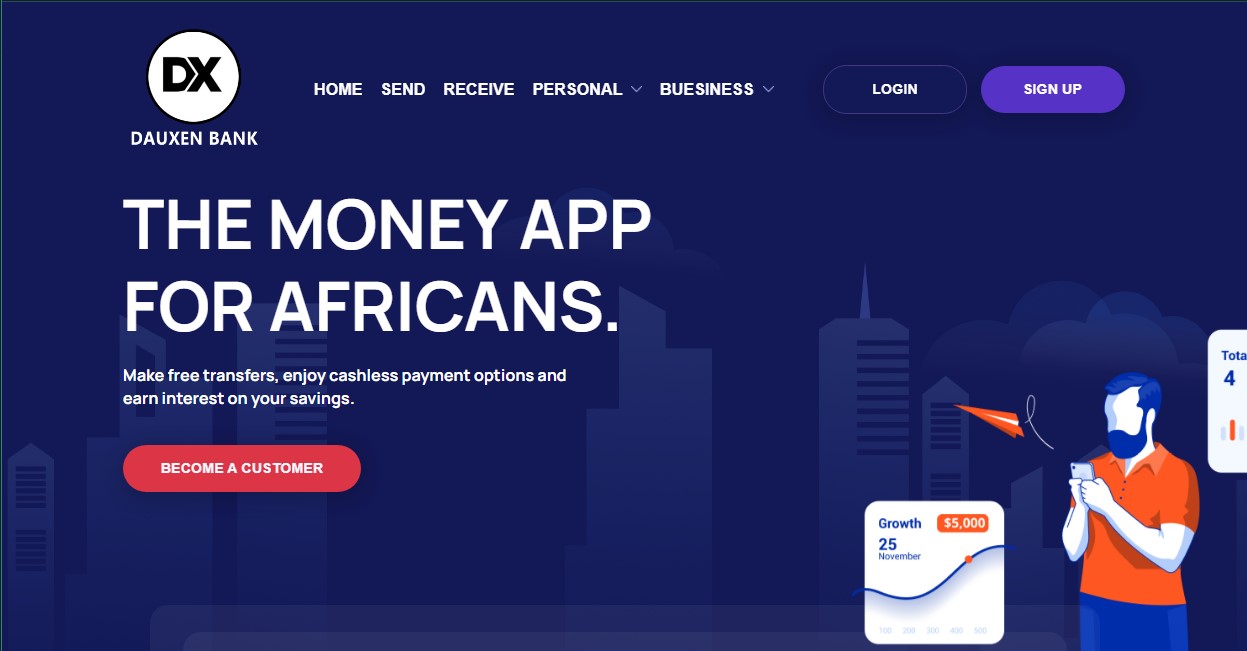 DX
DAUXEN BANK
HOME SEND RECEIVE PERSONAL BUESINESS LOGIN SIGN UP
THE MONEY APP
FOR AFRICANS.
Make free transfers, enjoy cashless payment options and
earn interest on your savings.
BECOME A CUSTOMER
Tota
4
Growth $5,000
25
November
100 200 300 400 500